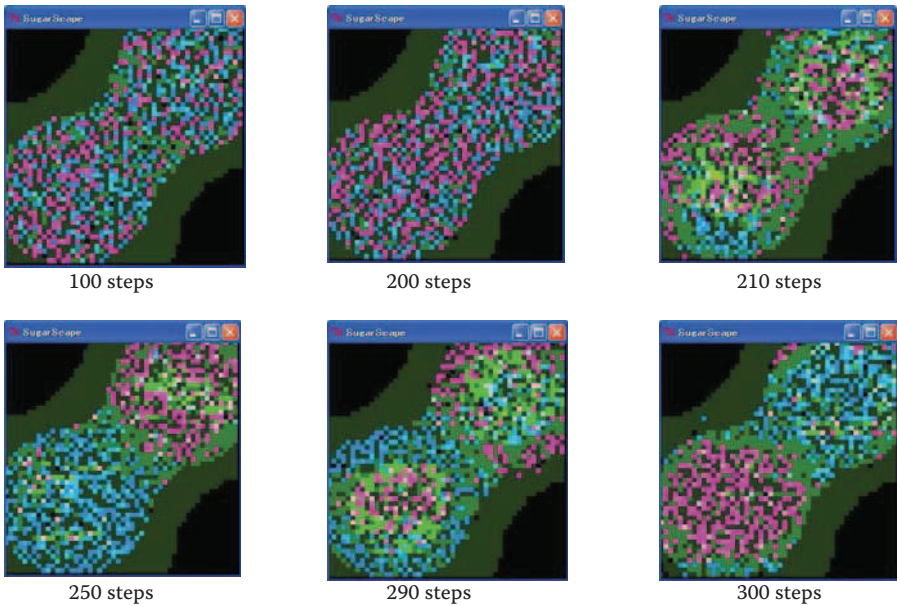 SugarScape
SugarScape
SugarScape
100 steps
200 steps
210 steps
SugarScape
SugarScape
SugarScape
250 steps
290 steps
300 steps